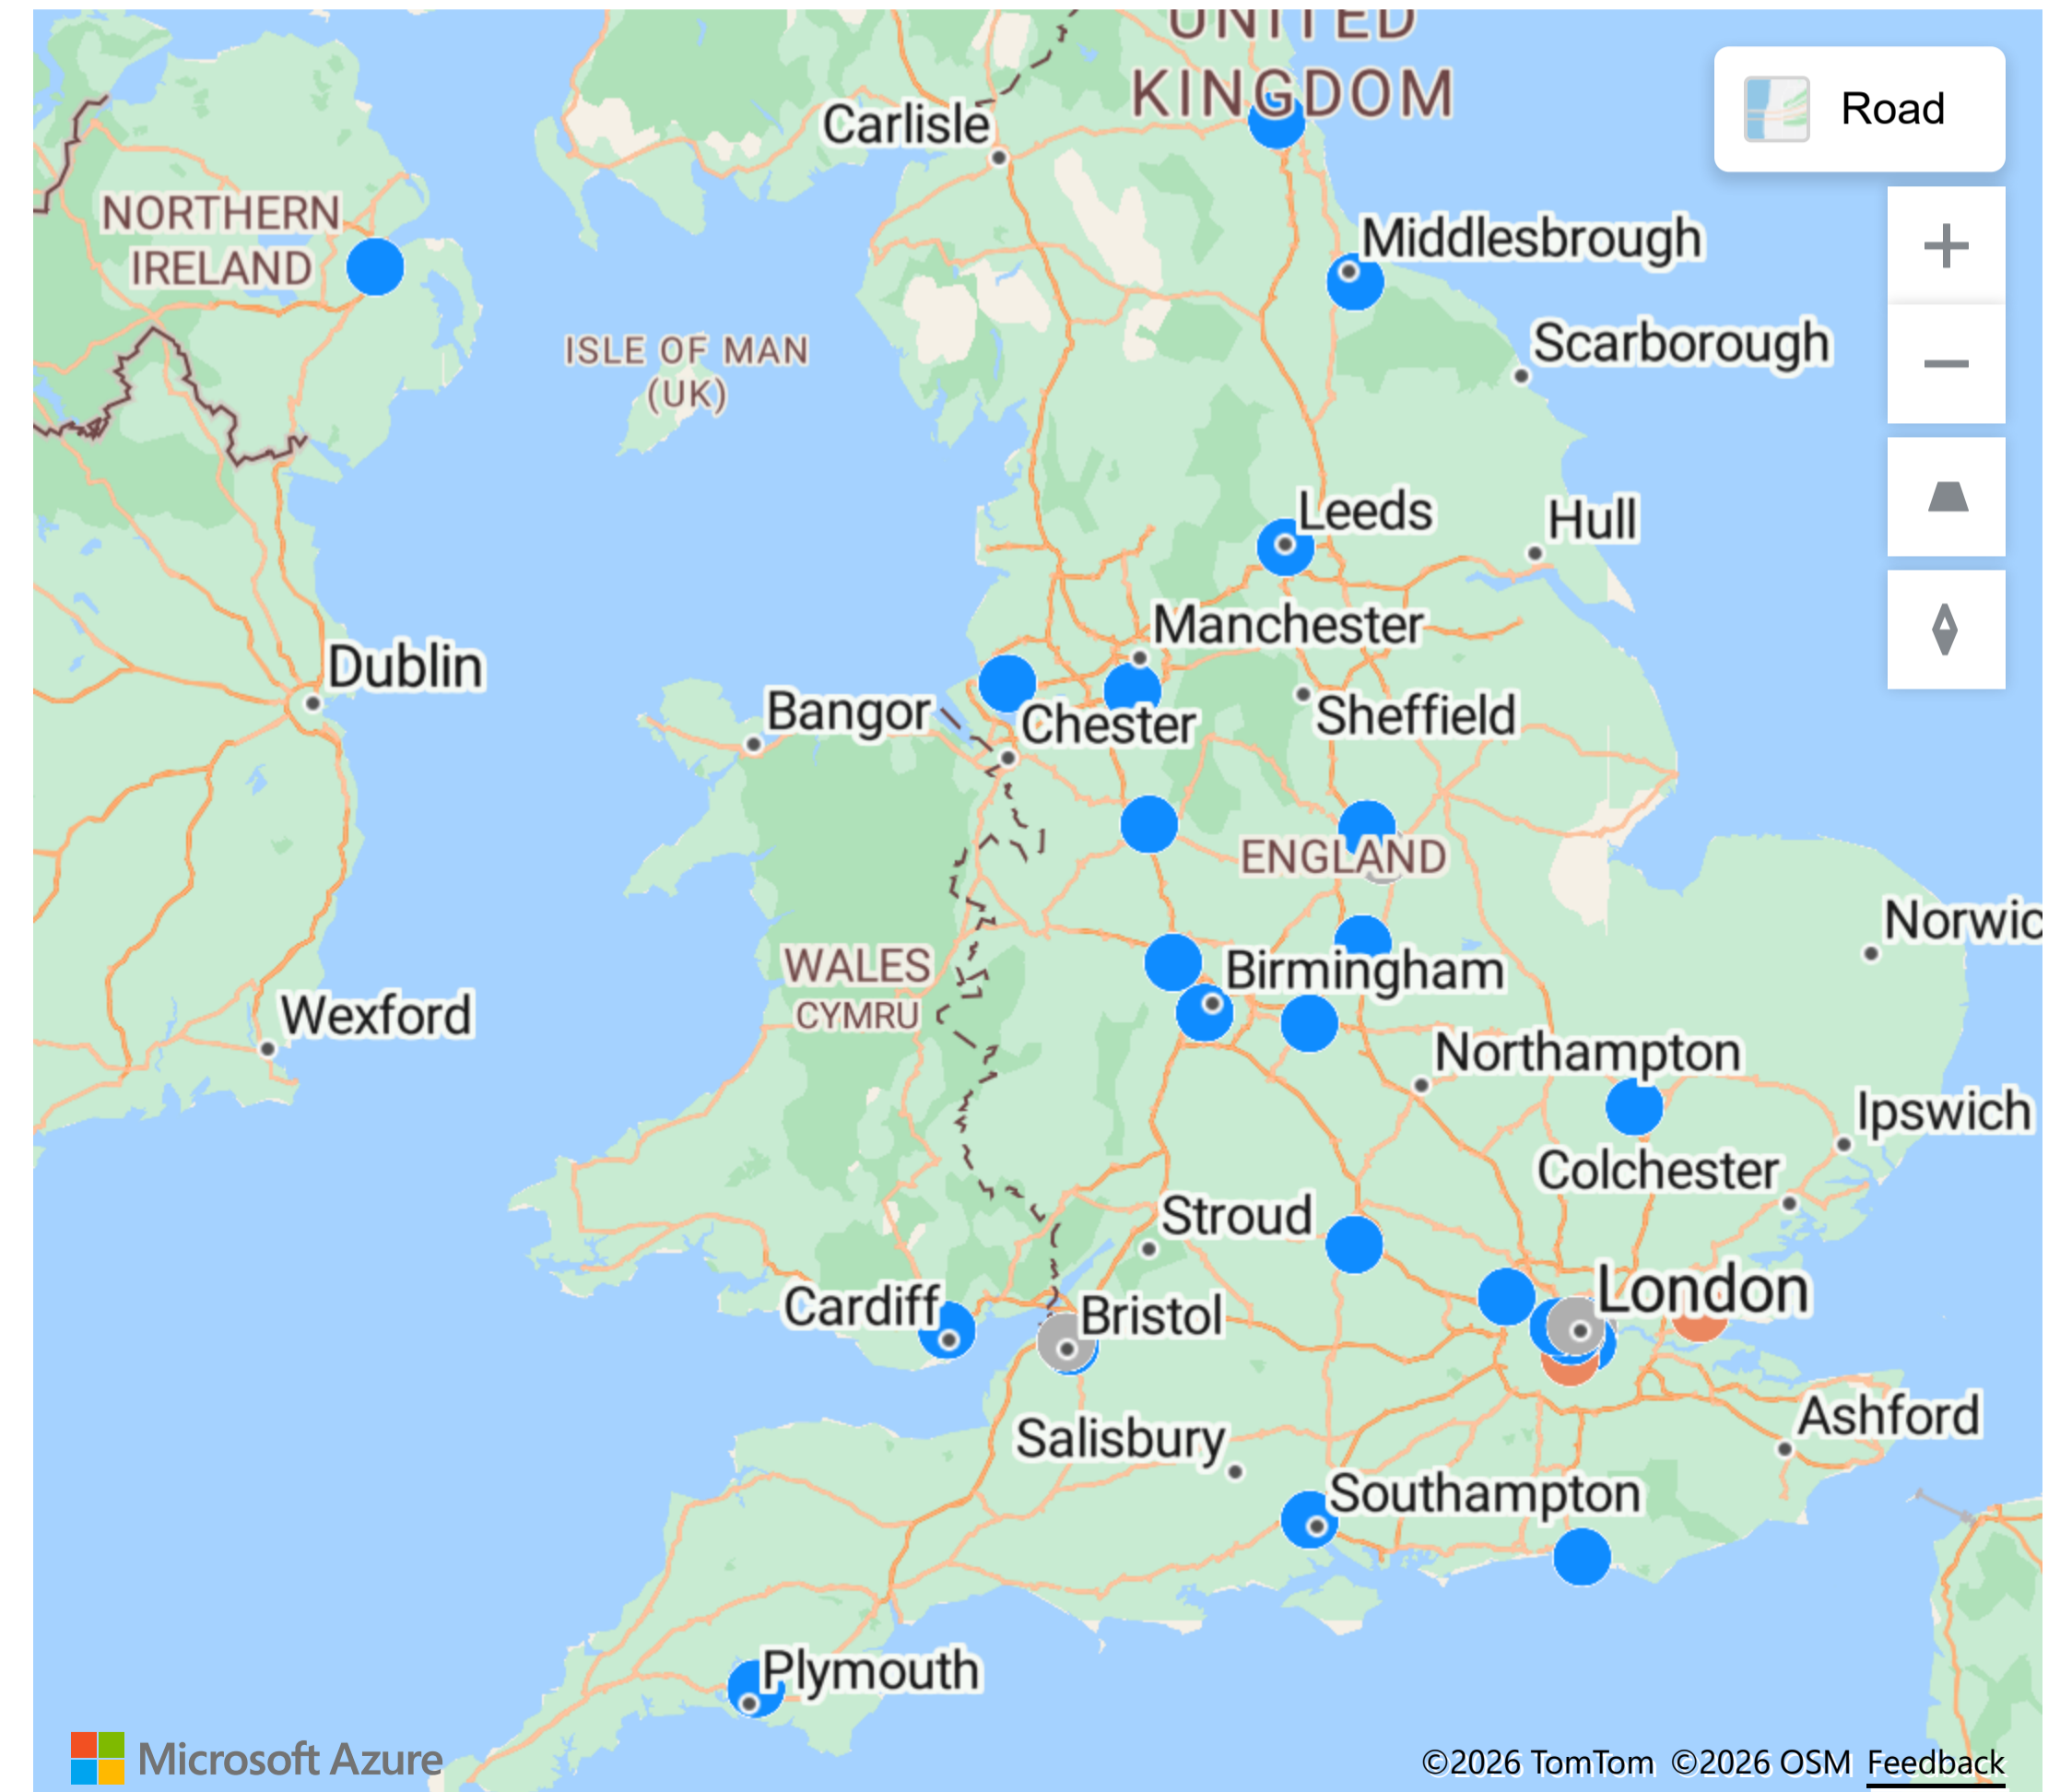 UNITED
KINGDOM
Road
Carlisle
NORTHERN
IRELAND
Middlesbrough
ISLE OF MAN
(UK)
Scarborough
Leeds
Hull
Manchester
Dublin
Bangor
Chester
Sheffield
ENGLAND
Norwic
WALES
CYMRU
Birmingham
Wexford
Northampton
Ipswich
Colchester
Stroud
London
Cardiff
Bristol
Ashford
Salisbury
Southampton
Plymouth
Microsoft Azure
©2026 TomTom ©2026 OSM Feedback